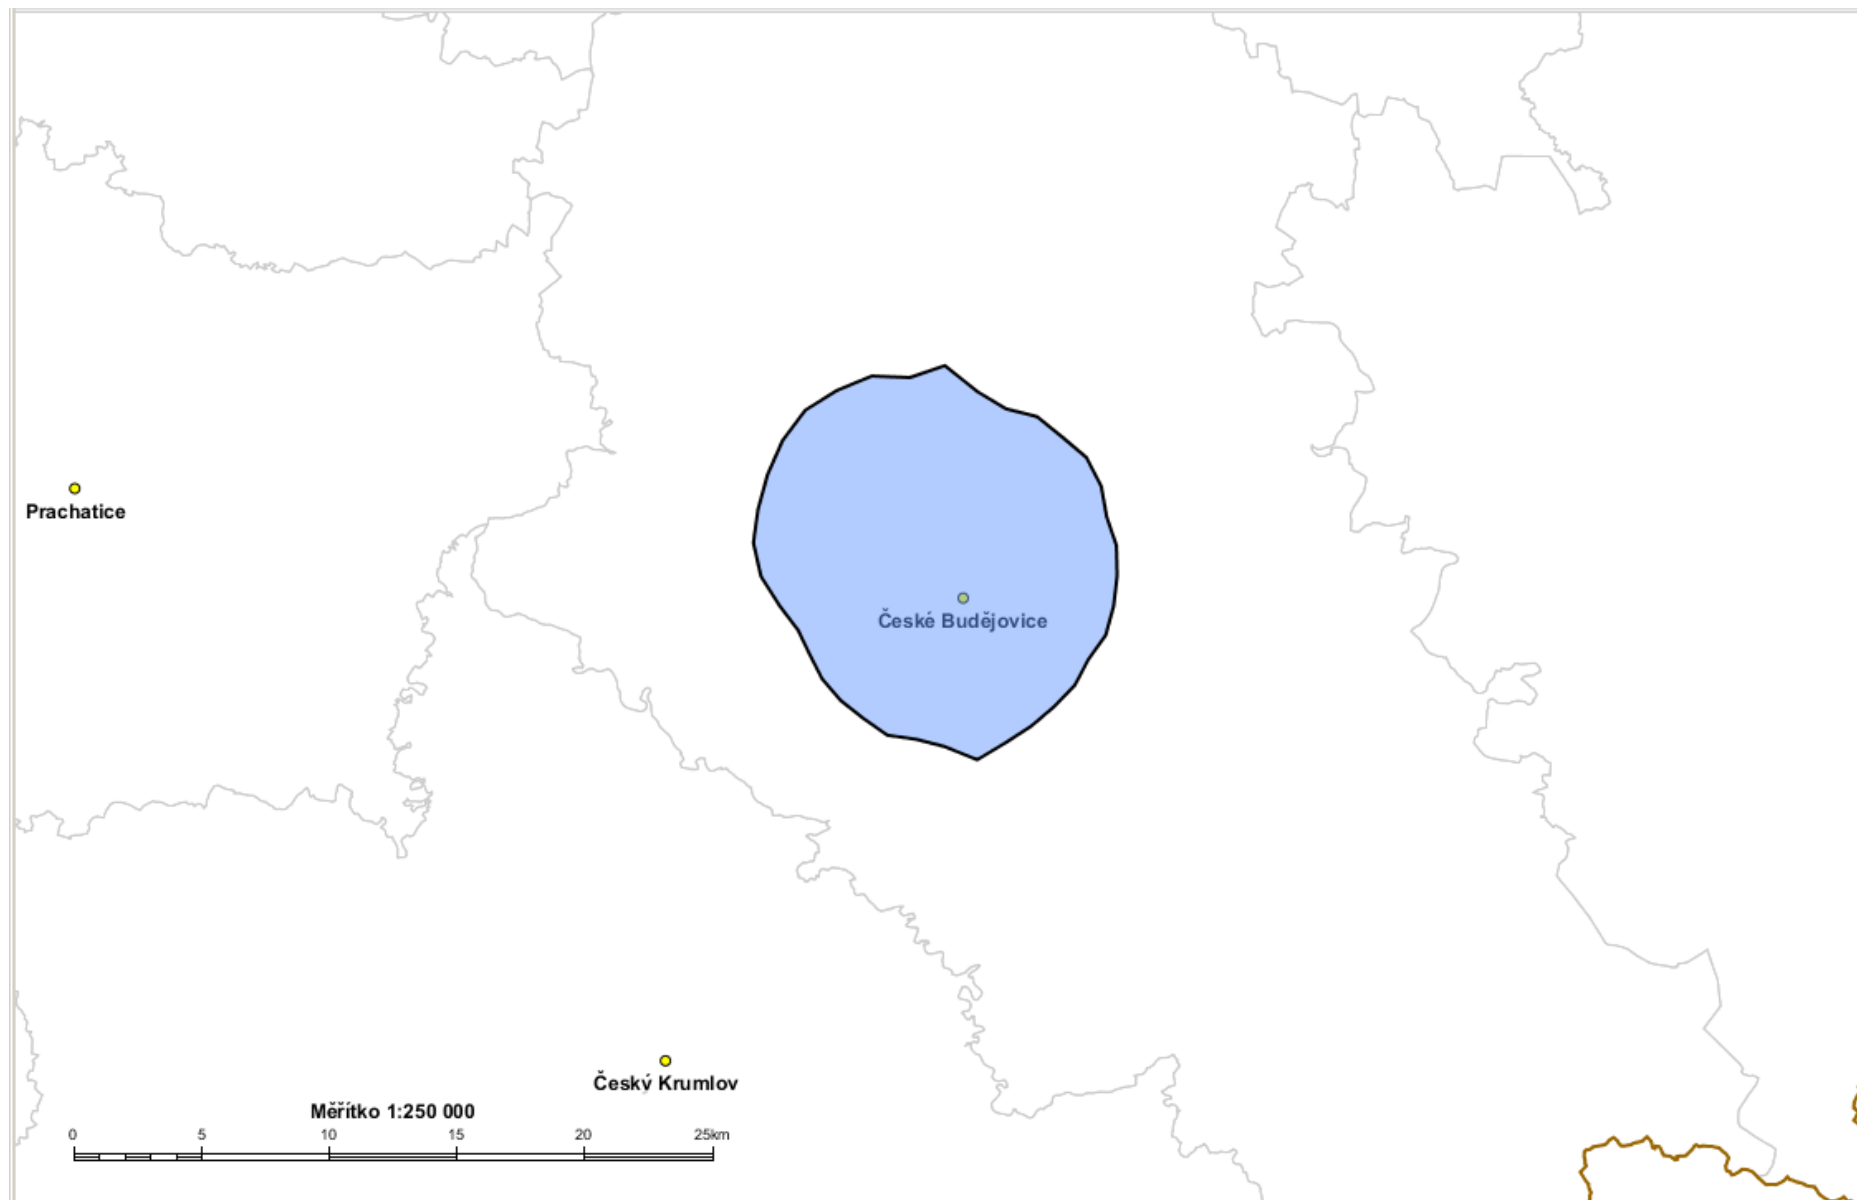 Prachatice
České Budějovice
Český Krumlov
Měřítko 1:250 000
0 5 10 15 20 25km